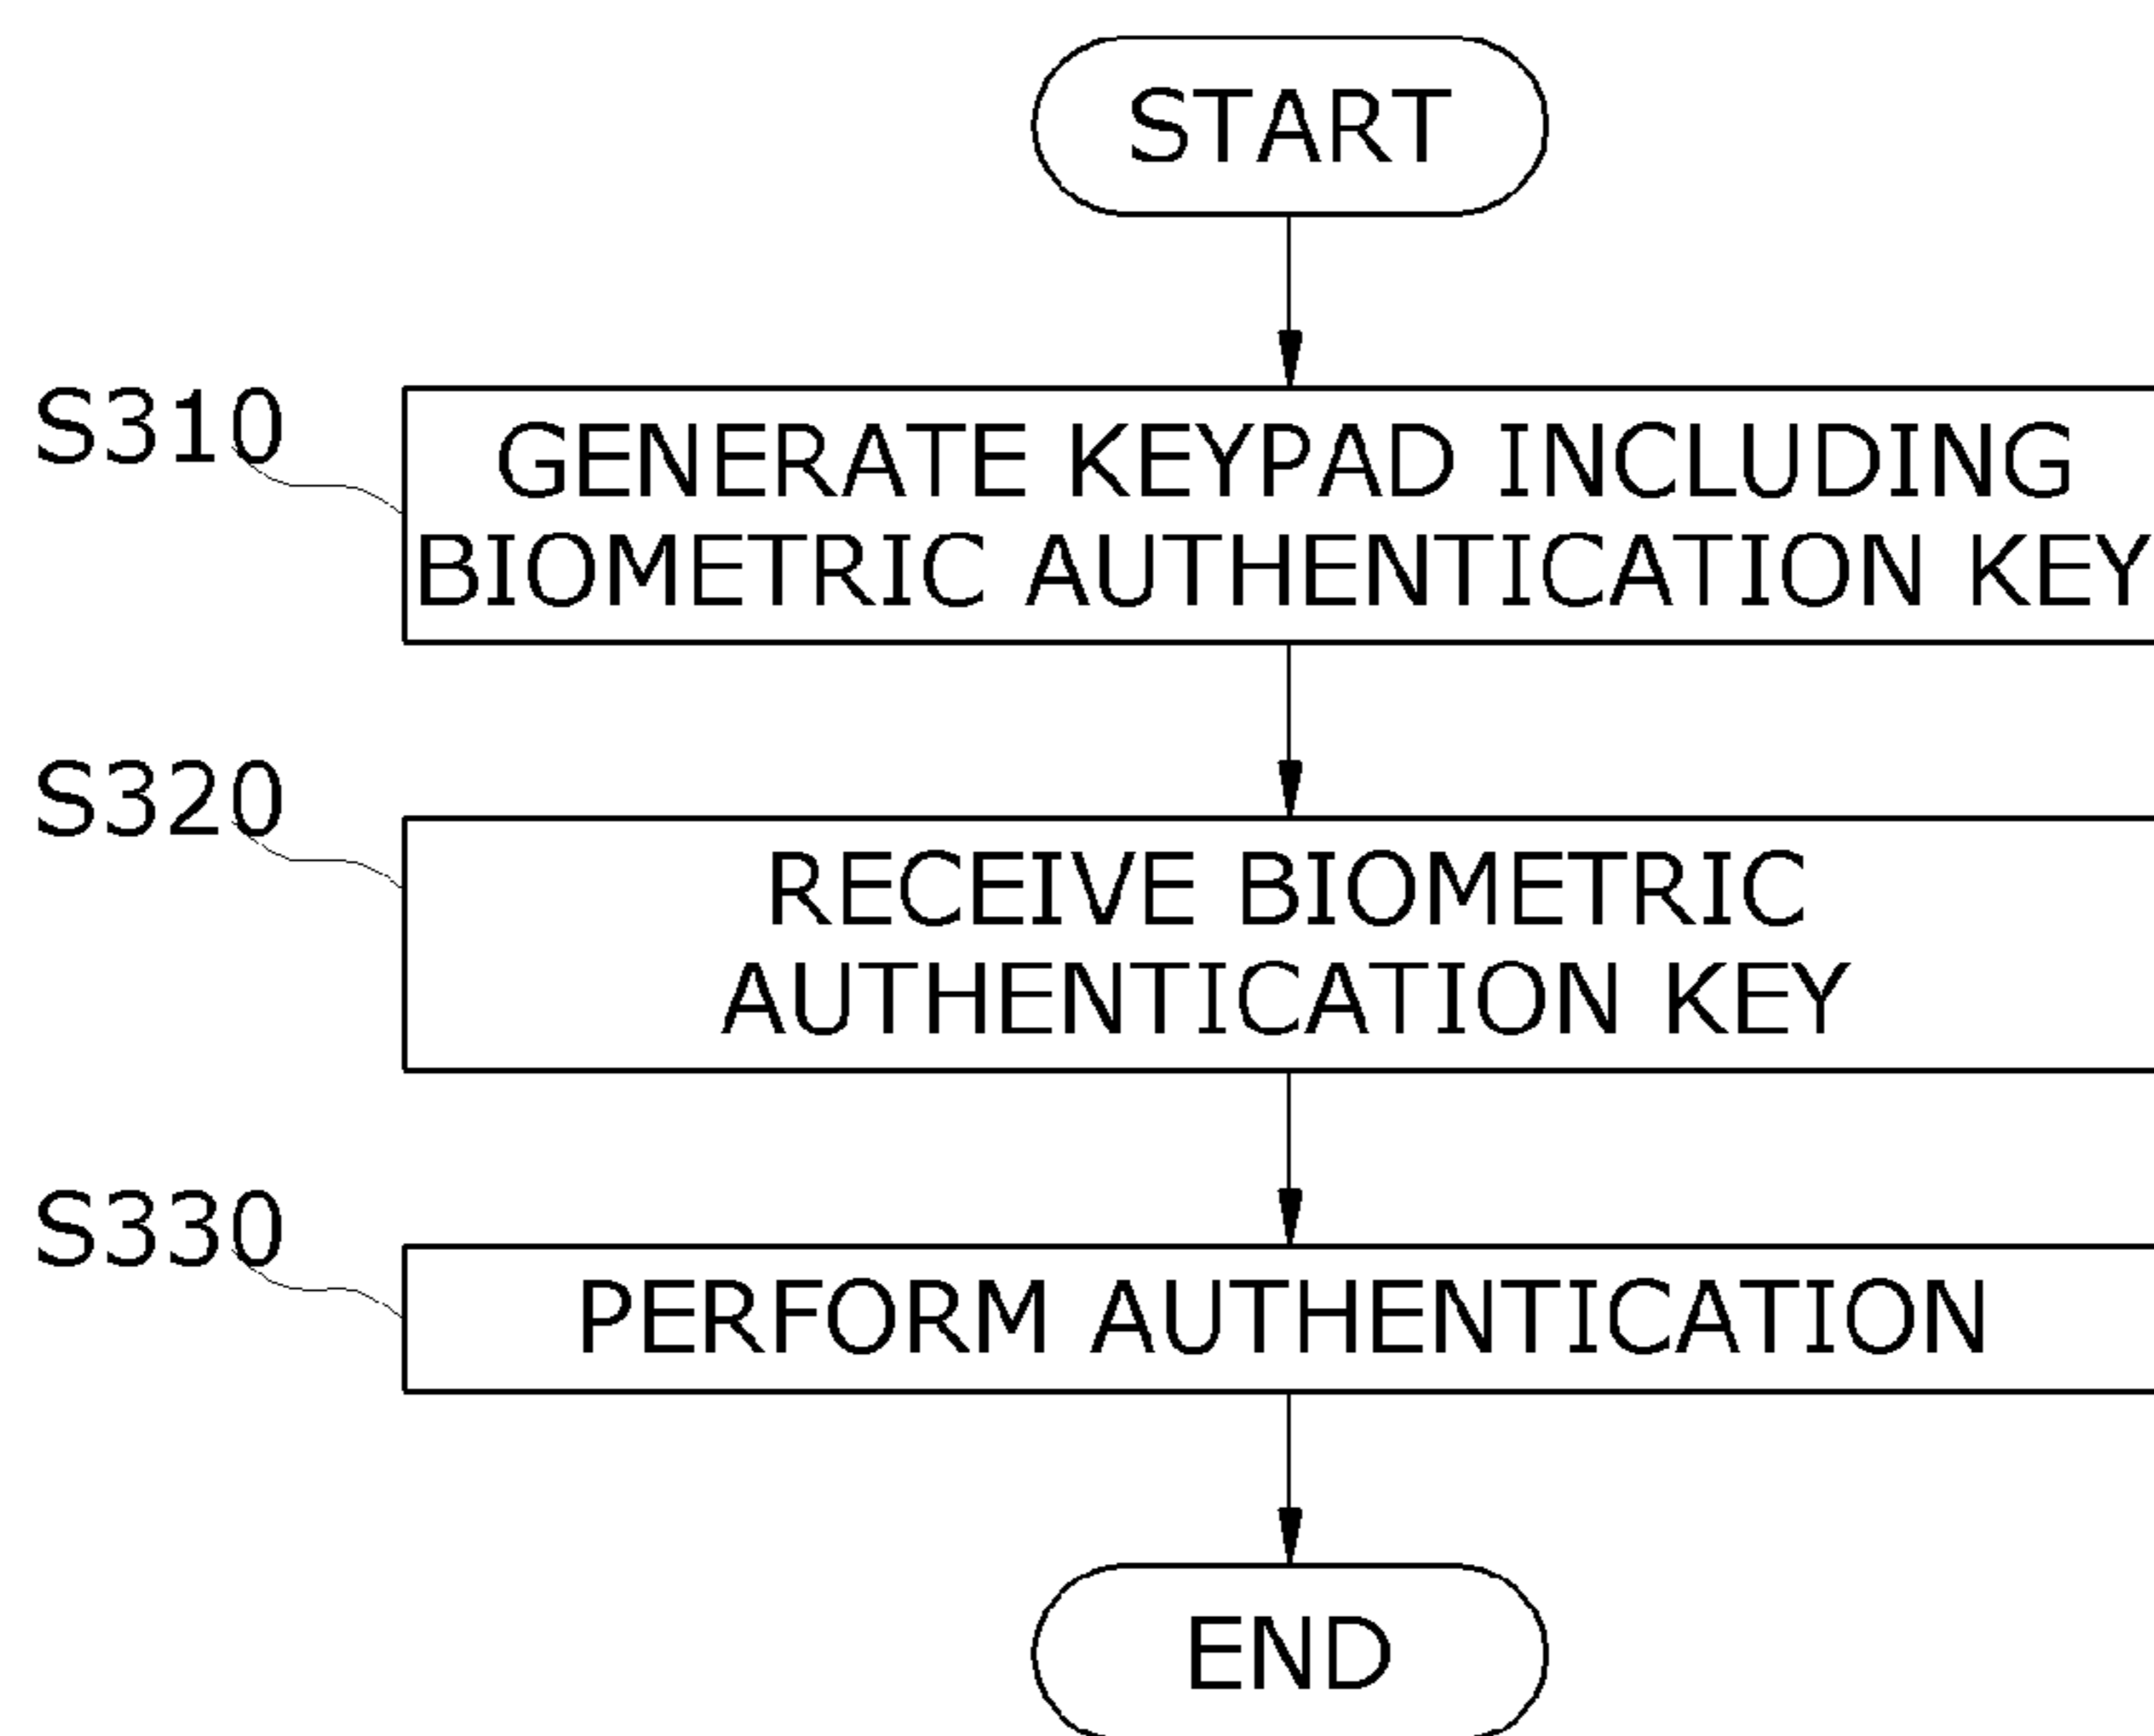 START
S310
GENERATE KEYPAD INCLUDING
BIOMETRIC AUTHENTICATION KEY
S320
RECEIVE BIOMETRIC
AUTHENTICATION KEY
S330
PERFORM AUTHENTICATION
END